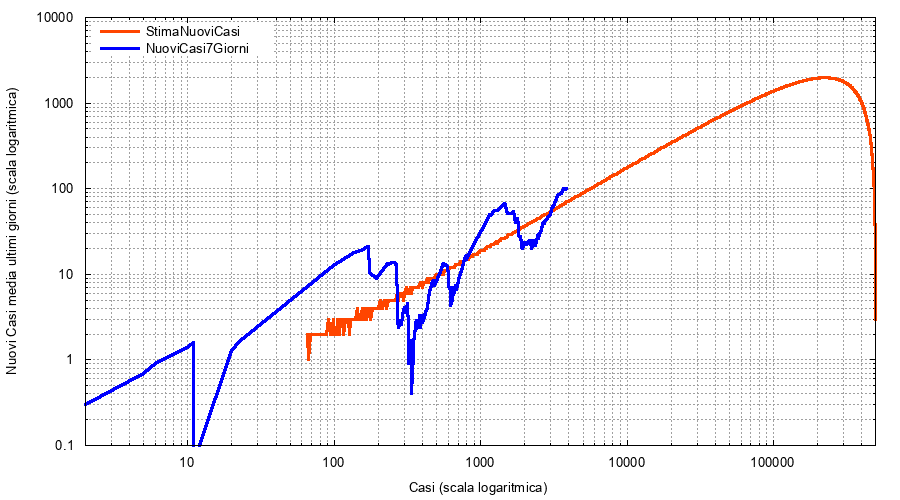 10000
1000
100
10
1
0.1
StimaNuoviCasi
NuoviCasi7Giorni
Nuovi Casi media ultimi giorni (scala logaritmica)
10 100 1000 10000 100000
Casi (scala logaritmica)